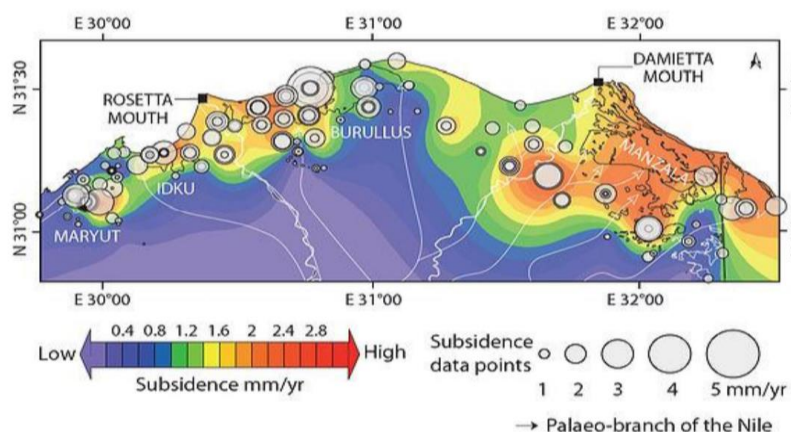 E 30°00 E 31°00 E 32°00
N 31°30
N 31°00
ROSETTA
MOUTH
DAMIETTA
MOUTH
BURULLUS
MANZALA
IDKU
MARYUT
E 30°00 E 31°00 E 32°00
0.4 0.8 1.2 1.6 2 2.4 2.8
Low High
Subsidence mm/yr
Subsidence
data points
1 2 3 4 5 mm/yr
Palaeo-branch of the Nile